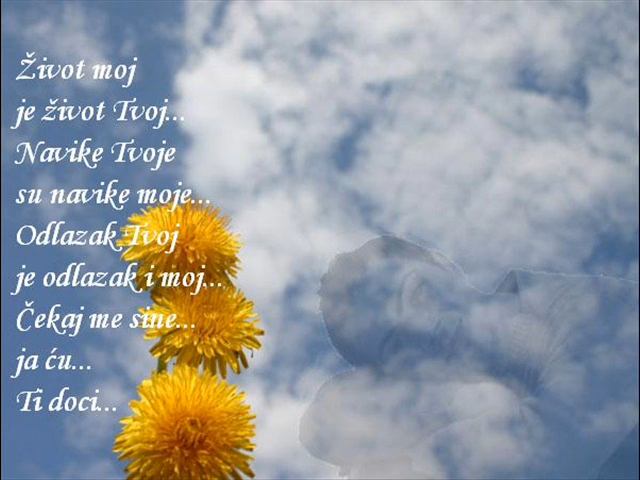 Život moj
je život Tvoj...
Navike Tvoje
su navike moje...
Odlazak Tvoj
je odlazak i moj...
Čekaj me sine...
ja ću...
Ti doci...